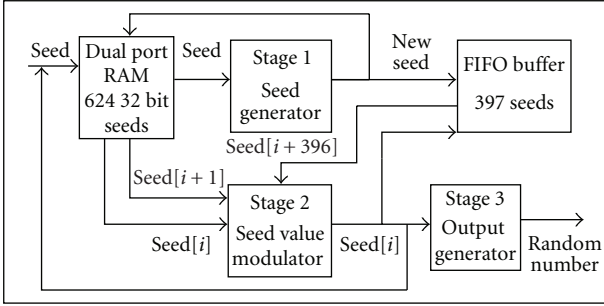 Seed
Dual port
RAM
624 32 bit
seeds
Seed
Stage 1
Seed
generator
New
seed
FIFO buffer
397 seeds
Seed[i + 396]
Seed[i + 1]
Seed[i]
Stage 2
Seed value
modulator
Seed[i]
Stage 3
Output
generator
Random
number